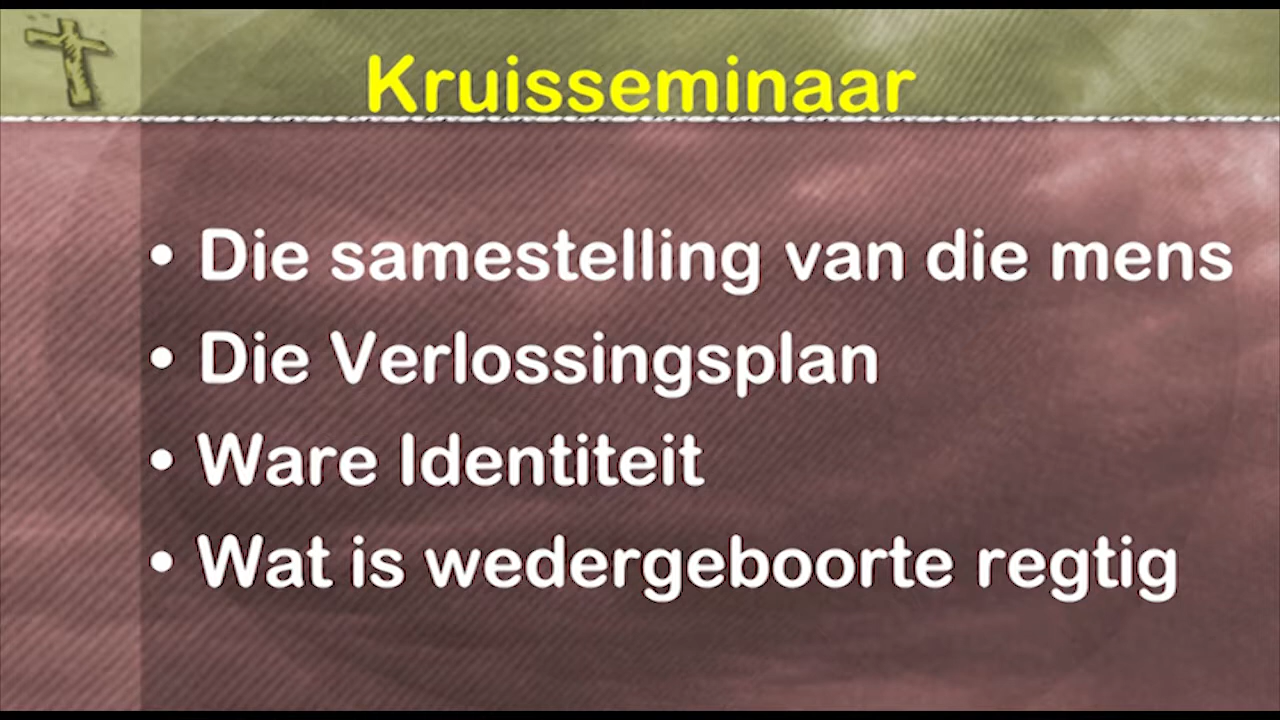 Kruisseminaar
• Die samestelling van die mens
• Die Verlossingsplan
• Ware Identiteit
• Wat is wedergeboorte regtig